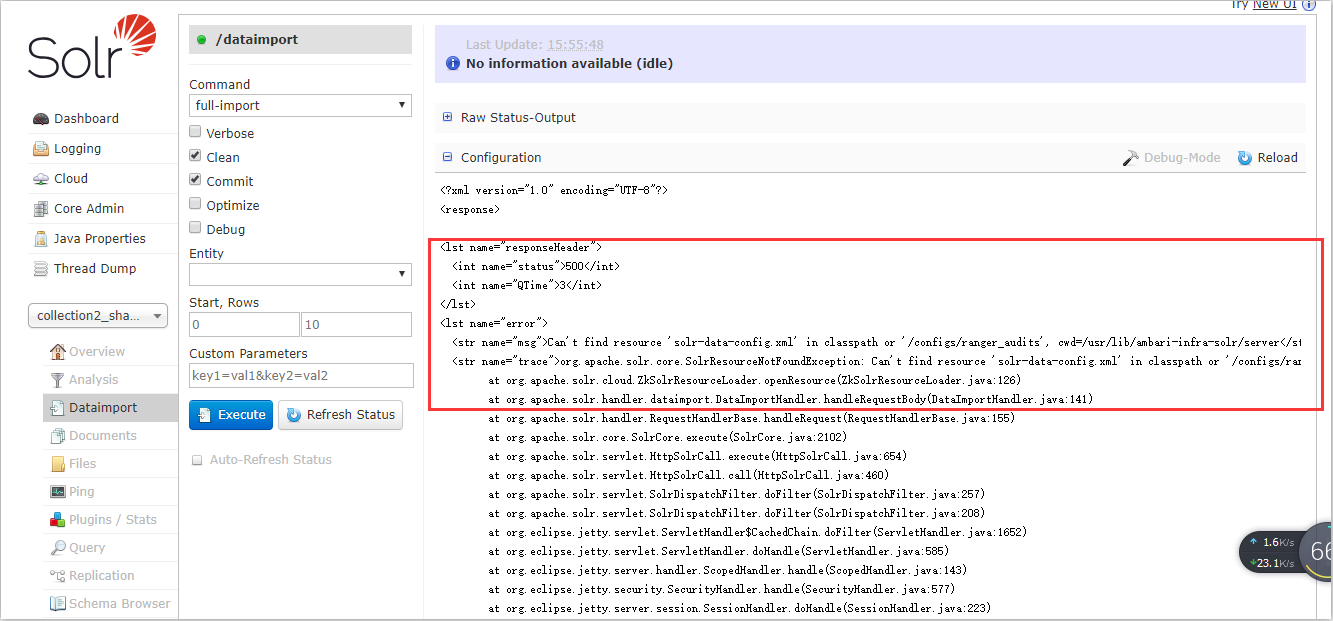 Try New UI
Solr
Dashboard
Logging
Cloud
Core Admin
Java Properties
Thread Dump
collection2_sha...
Overview
Analysis
Dataimport
Documents
Files
Ping
Plugins / Stats
Query
Replication
Schema Browser
/dataimport
Command
full-import
Verbose
Clean
Commit
Optimize
Debug
Entity
Start, Rows
0
10
Custom Parameters
key1=val1&key2=val2
Execute
Refresh Status
Auto-Refresh Status
Last Update: 15:55:48
No information available (idle)
Raw Status-Output
Configuration
Debug-Mode
Reload
<?xml version="1.0" encoding="UTF-8"?>
<response>
<lst name="responseHeader">
<int name="status">500</int>
<int name="QTime">3</int>
</lst>
<lst name="error">
<str name="msg">Can't find resource 'solr-data-config.xml' in classpath or '/configs/ranger_audits', cwd=/usr/lib/ambari-infra-solr/server</st
<str name="trace">org.apache.solr.core.SolrResourceNotFoundException: Can't find resource 'solr-data-config.xml' in classpath or '/configs/ran
at org.apache.solr.cloud.ZkSolrResourceLoader.openResource(ZkSolrResourceLoader.java:126)
at org.apache.solr.handler.dataimport.DataImportHandler.handleRequestBody(DataImportHandler.java:141)
at org.apache.solr.handler.RequestHandlerBase.handleRequest(RequestHandlerBase.java:155)
at org.apache.solr.core.SolrCore.execute(SolrCore.java:2102)
at org.apache.solr.servlet.HttpSolrCall.execute(HttpSolrCall.java:654)
at org.apache.solr.servlet.HttpSolrCall.call(HttpSolrCall.java:460)
at org.apache.solr.servlet.SolrDispatchFilter.doFilter(SolrDispatchFilter.java:257)
at org.apache.solr.servlet.SolrDispatchFilter.doFilter(SolrDispatchFilter.java:208)
at org.eclipse.jetty.servlet.ServletHandler$CachedChain.doFilter(ServletHandler.java:1652)
at org.eclipse.jetty.servlet.ServletHandler.doHandle(ServletHandler.java:585)
at org.eclipse.jetty.server.handler.ScopedHandler.handle(ScopedHandler.java:143)
at org.eclipse.jetty.security.SecurityHandler.handle(SecurityHandler.java:577)
at org.eclipse.jetty.server.session.SessionHandler.doHandle(SessionHandler.java:223)
1.6K/s
23.1K/s
66